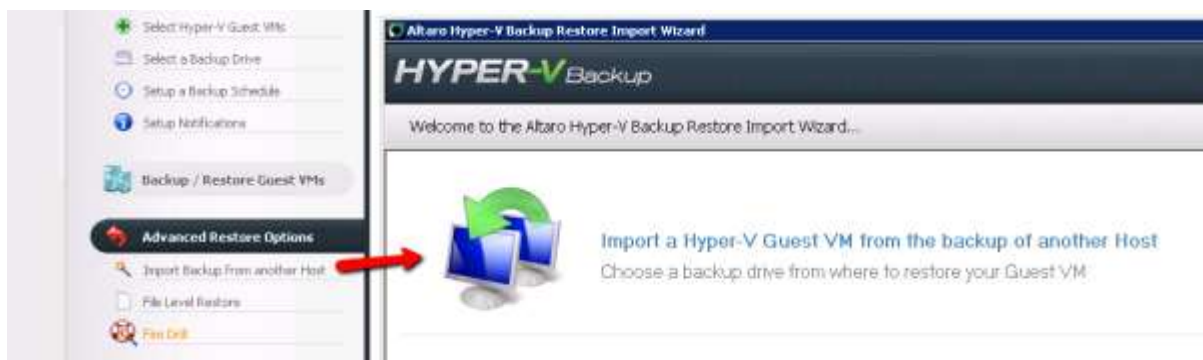 Select Hyper-V Guest VMs
Select a Backup Drive
Setup a Backup Schedule
Setup Notifications
Backup / Restore Guest VMs
Advanced Restore Options
Import Backup from another Host
File Level Restore
Fire Drill
Altaro Hyper-V Backup Restore Import Wizard
HYPER-V Backup
Welcome to the Altaro Hyper-V Backup Restore Import Wizard...
Import a Hyper-V Guest VM from the backup of another Host
Choose a backup drive from where to restore your Guest VM